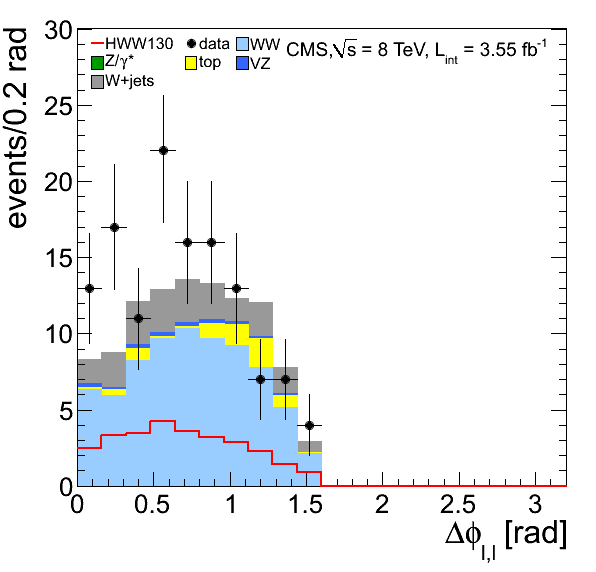 30
25
20
15
10
5
0
events/0.2 rad
HWW130
data
WW
Z/γ*
top
VZ
W+jets
CMS,√s = 8 TeV, L_int = 3.55 fb⁻¹
0 0.5 1 1.5 2 2.5 3
Δϕ_l,l [rad]